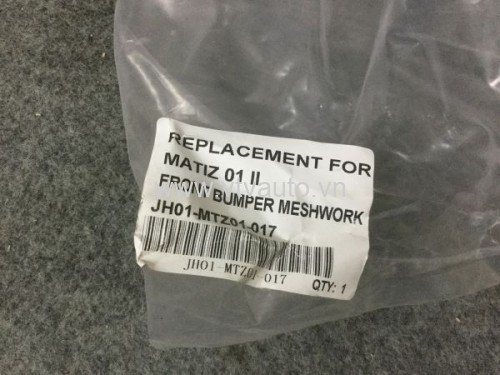 REPLACEMENT FOR
MATIZ 01 II
FRONT BUMPER MESHWORK
JH01-MTZ01-017
JH01-MTZ01-017
QTY: 1